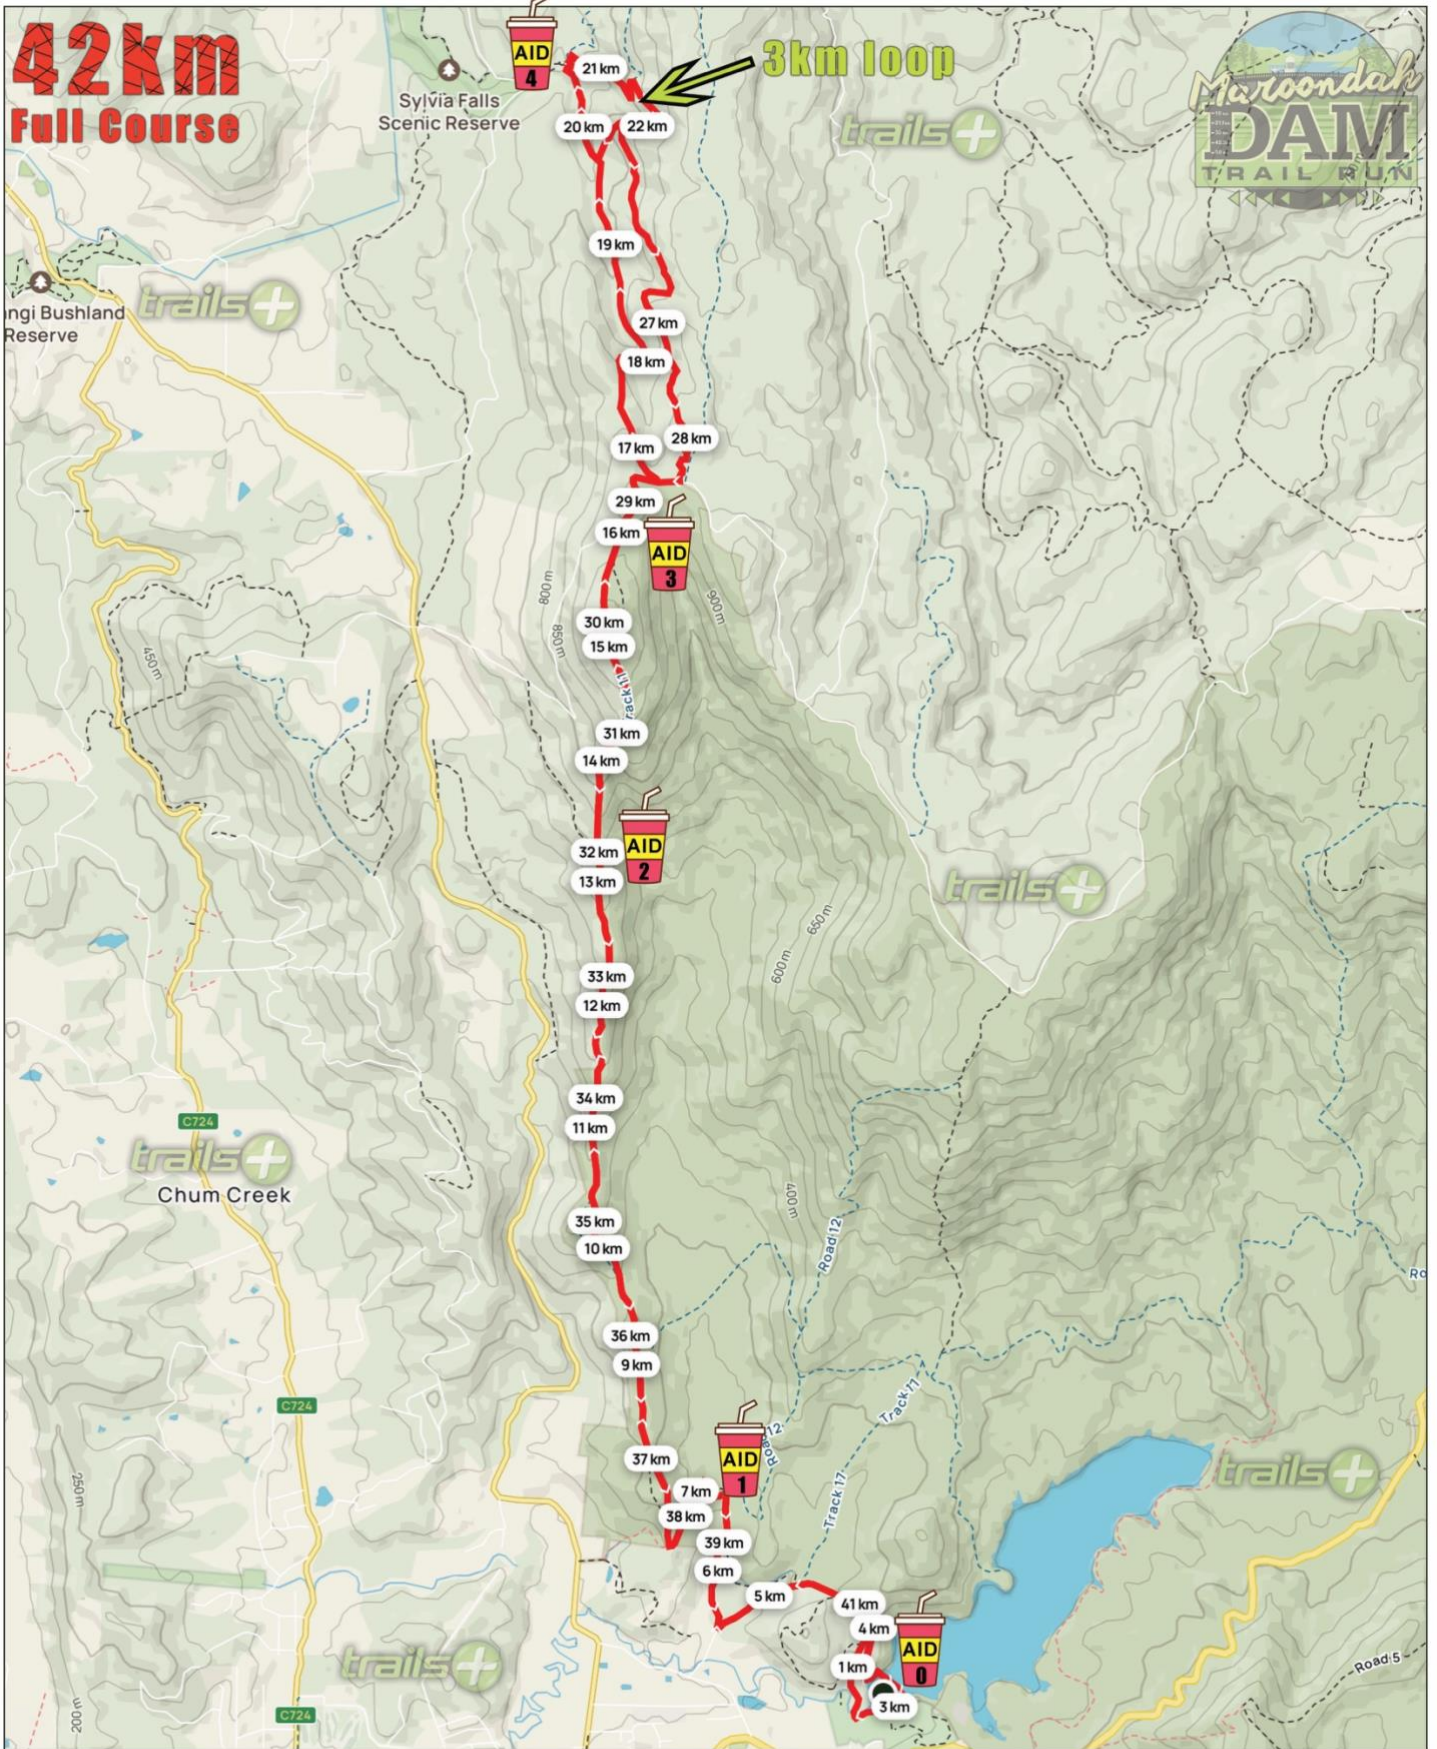 42km
Full Course
AID
4
21 km
3km loop
Sylvia Falls
Scenic Reserve
20 km
22 km
trails+
Maroondah
DAM
TRAIL RUN
19 km
ngi Bushland
Reserve
trails+
27 km
18 km
17 km
28 km
29 km
16 km
AID
3
800 m
850 m
900 m
450 m
30 km
15 km
31 km
14 km
32 km
13 km
AID
2
trails+
650 m
600 m
33 km
12 km
34 km
11 km
C724
trails+
Chum Creek
400 m
35 km
10 km
Road 12
Ro
36 km
9 km
C724
Track 11
37 km
AID
1
7 km
38 km
Track 17
trails+
250 m
39 km
6 km
5 km
41 km
4 km
AID
0
1 km
3 km
trails+
Road 5
200 m
C724